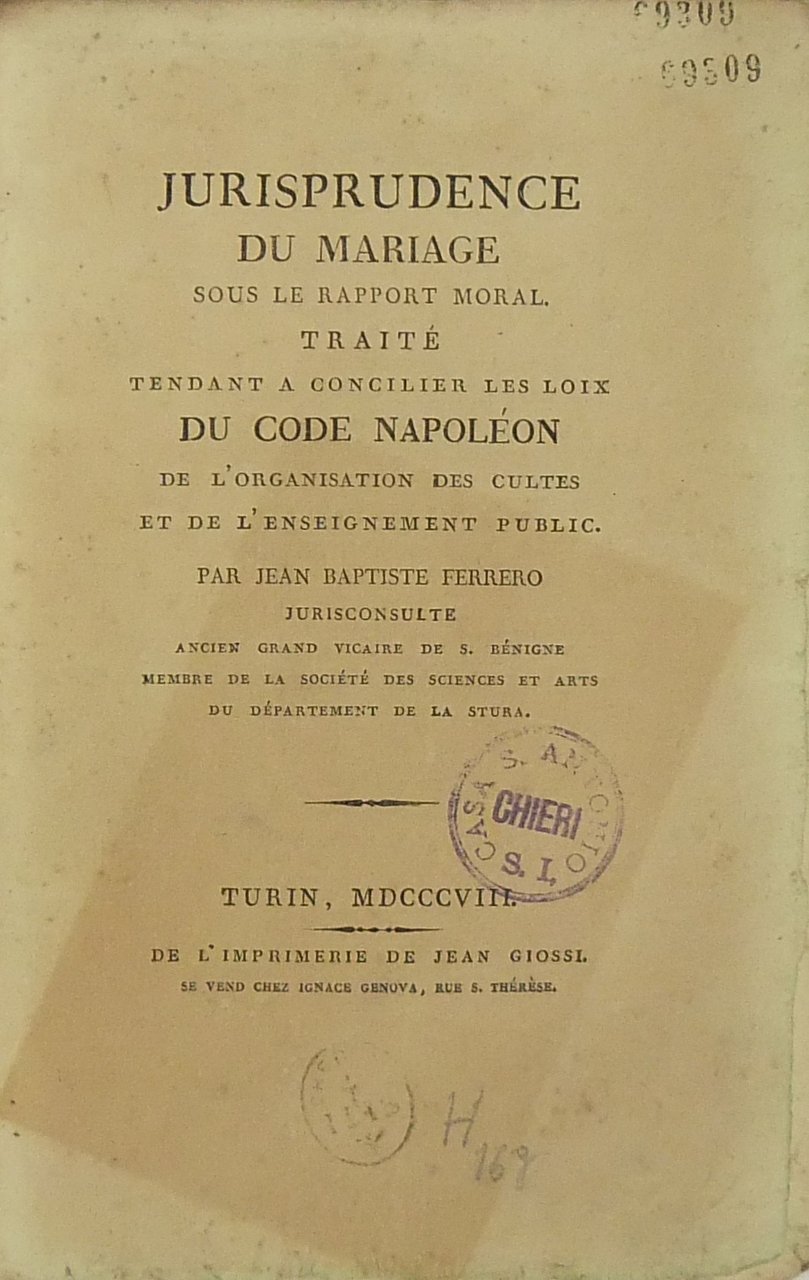 69309
JURISPRUDENCE
DU MARIAGE
SOUS LE RAPPORT MORAL.
TRAITÉ
TENDANT A CONCILIER LES LOIX
DU CODE NAPOLÉON
DE L'ORGANISATION DES CULTES
ET DE L'ENSEIGNEMENT PUBLIC.
PAR JEAN BAPTISTE FERRERO
JURISCONSULTE
ANCIEN GRAND VICAIRE DE S. BÉNIGNE
MEMBRE DE LA SOCIÉTÉ DES SCIENCES ET ARTS
DU DÉPARTEMENT DE LA STURA.
CASA S. ANTONIO
CHIERI
S. I.
TURIN, MDCCCVIII.
DE L'IMPRIMERIE DE JEAN GIOSSI.
SE VEND CHEZ IGNACE GENOVA, RUE S. THÉRÈSE.
H
169